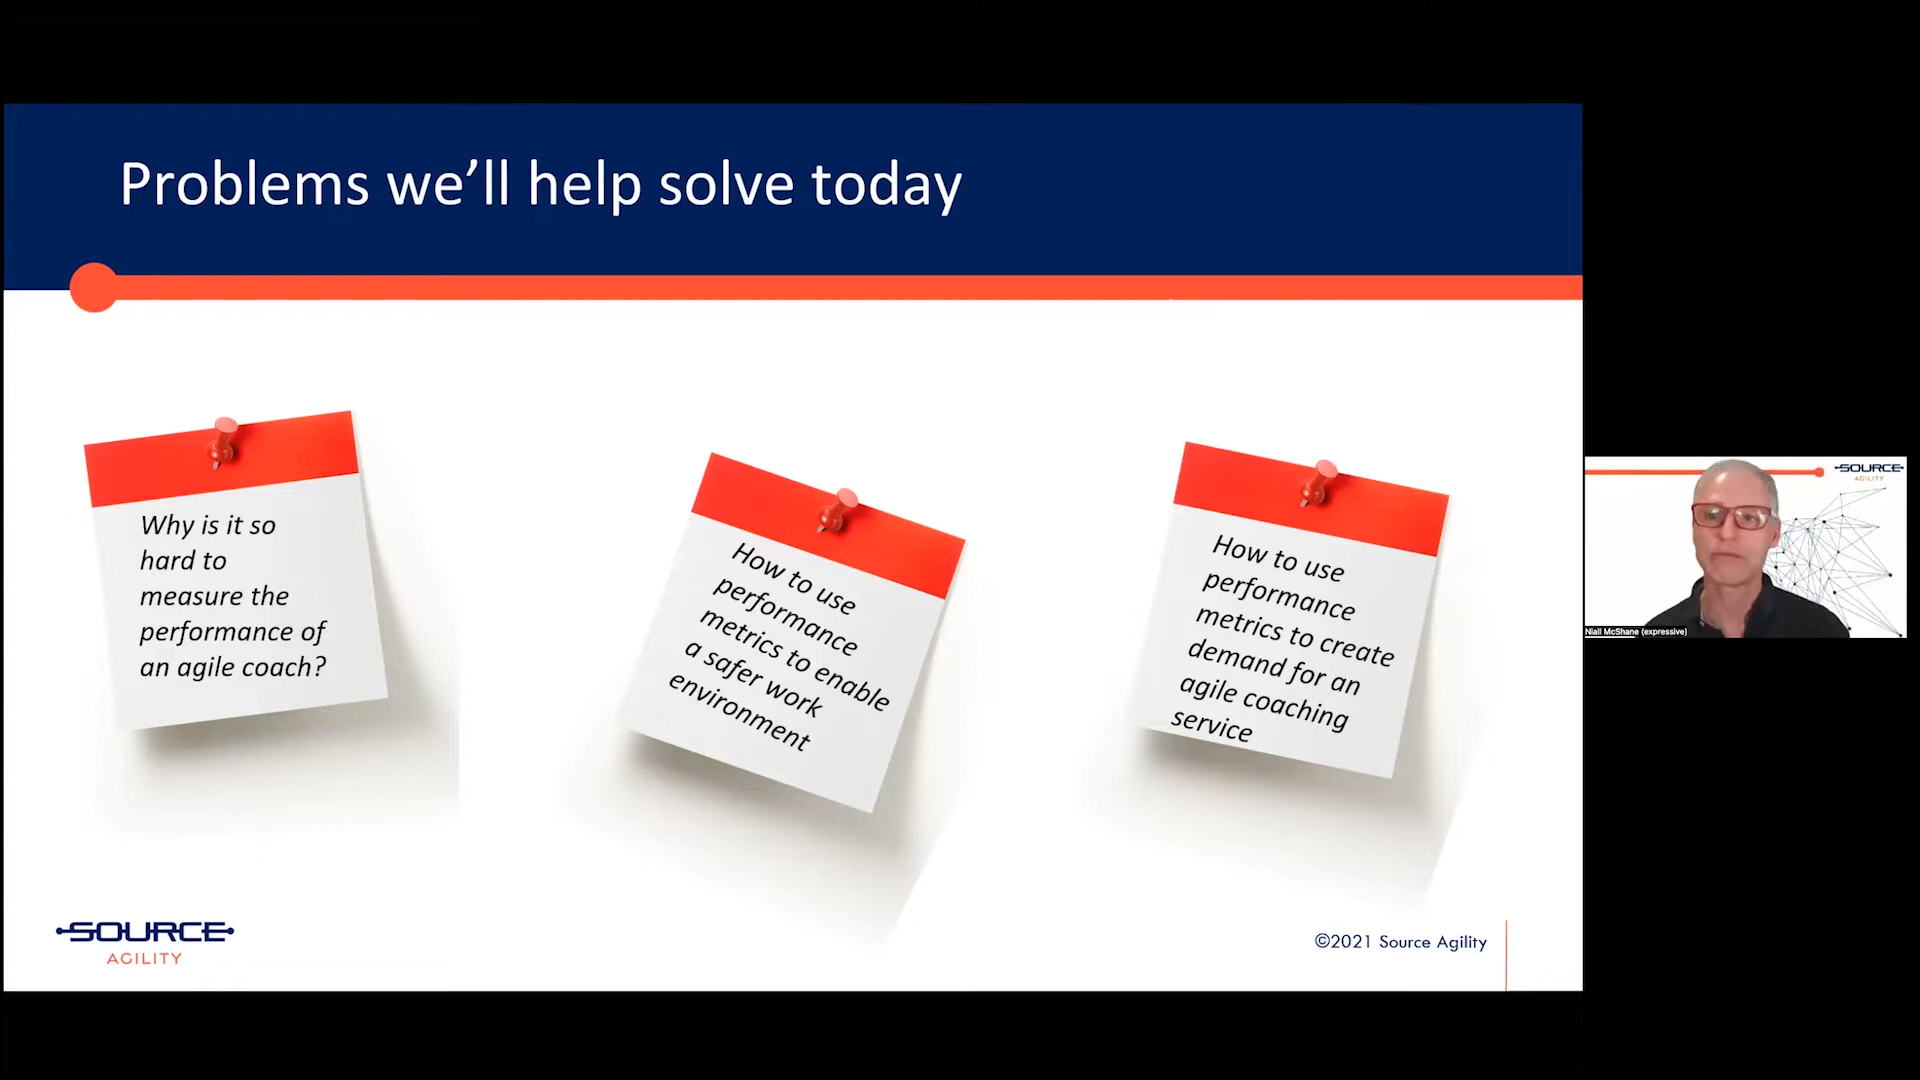 Problems we’ll help solve today
Why is it so
hard to
measure the
performance of
an agile coach?
How to use
performance
metrics to enable
a safer work
environment
How to use
performance
metrics to create
demand for an
agile coaching
service
SOURCE
AGILITY
©2021 Source Agility
SOURCE
AGILITY
Niall McShane (expressive)